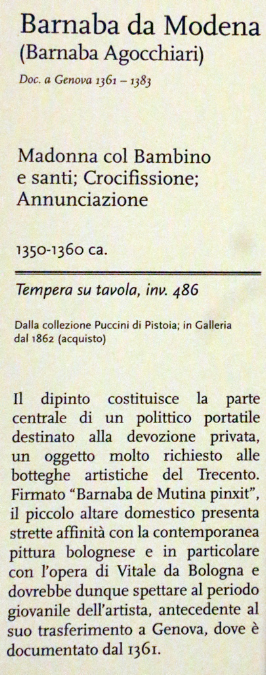 Barnaba da Modena
(Barnaba Agocchiari)
Doc. a Genova 1361 – 1383
Madonna col Bambino
e santi; Crocifissione;
Annunciazione
1350-1360 ca.
Tempera su tavola, inv. 486
Dalla collezione Puccini di Pistoia; in Galleria
dal 1862 (acquisto)
Il dipinto costituisce la parte
centrale di un polittico portatile
destinato alla devozione privata,
un oggetto molto richiesto alle
botteghe artistiche del Trecento.
Firmato “Barnaba de Mutina pinxit”,
il piccolo altare domestico presenta
strette affinità con la contemporanea
pittura bolognese e in particolare
con l'opera di Vitale da Bologna e
dovrebbe dunque spettare al periodo
giovanile dell'artista, antecedente al
suo trasferimento a Genova, dove è
documentato dal 1361.